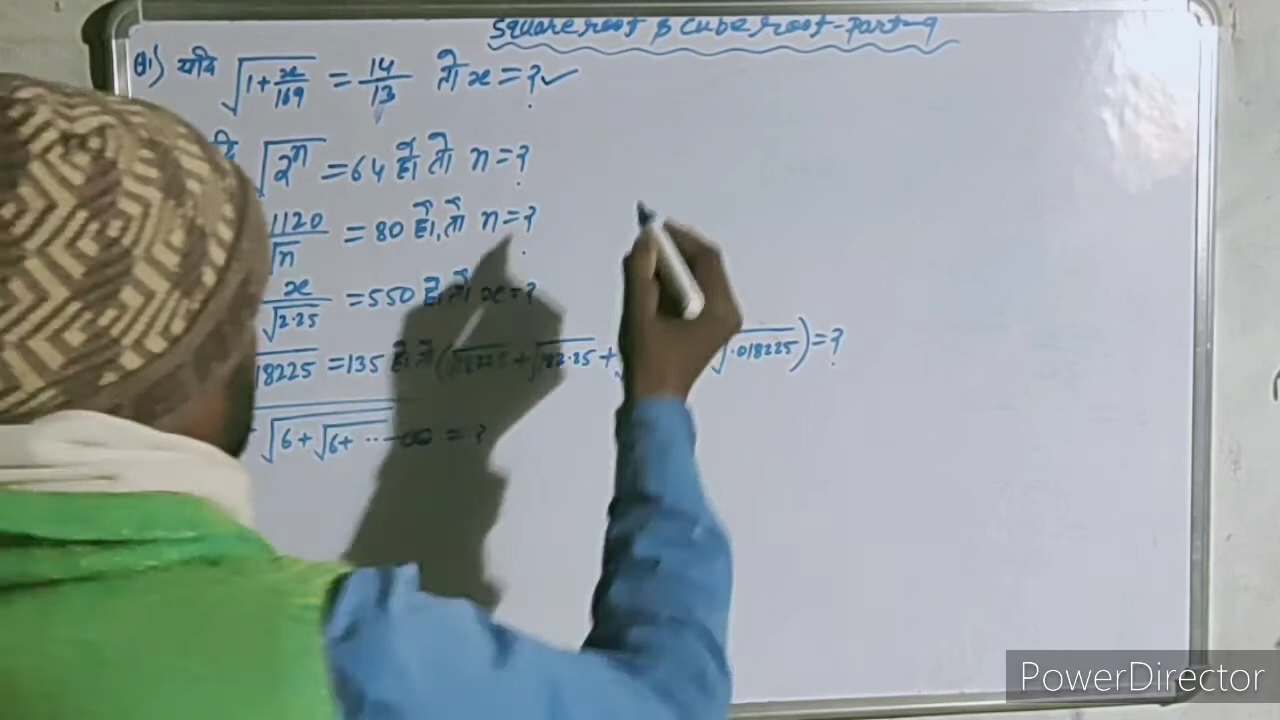 Square root & Cube root - Part - 9
Q1) यदि √(1+x/169) = 14/13 तो x = ? ✓
√(2ⁿ) = 64 हो तो n = ?
1120/√n = 80 हो, तो n = ?
x/√2.25 = 550 हो तो x = ?
18225 = 135 हो तो (√18225 + √182.25 + √.018225) = ?
√6+√6+ ---∞ = ?
PowerDirector